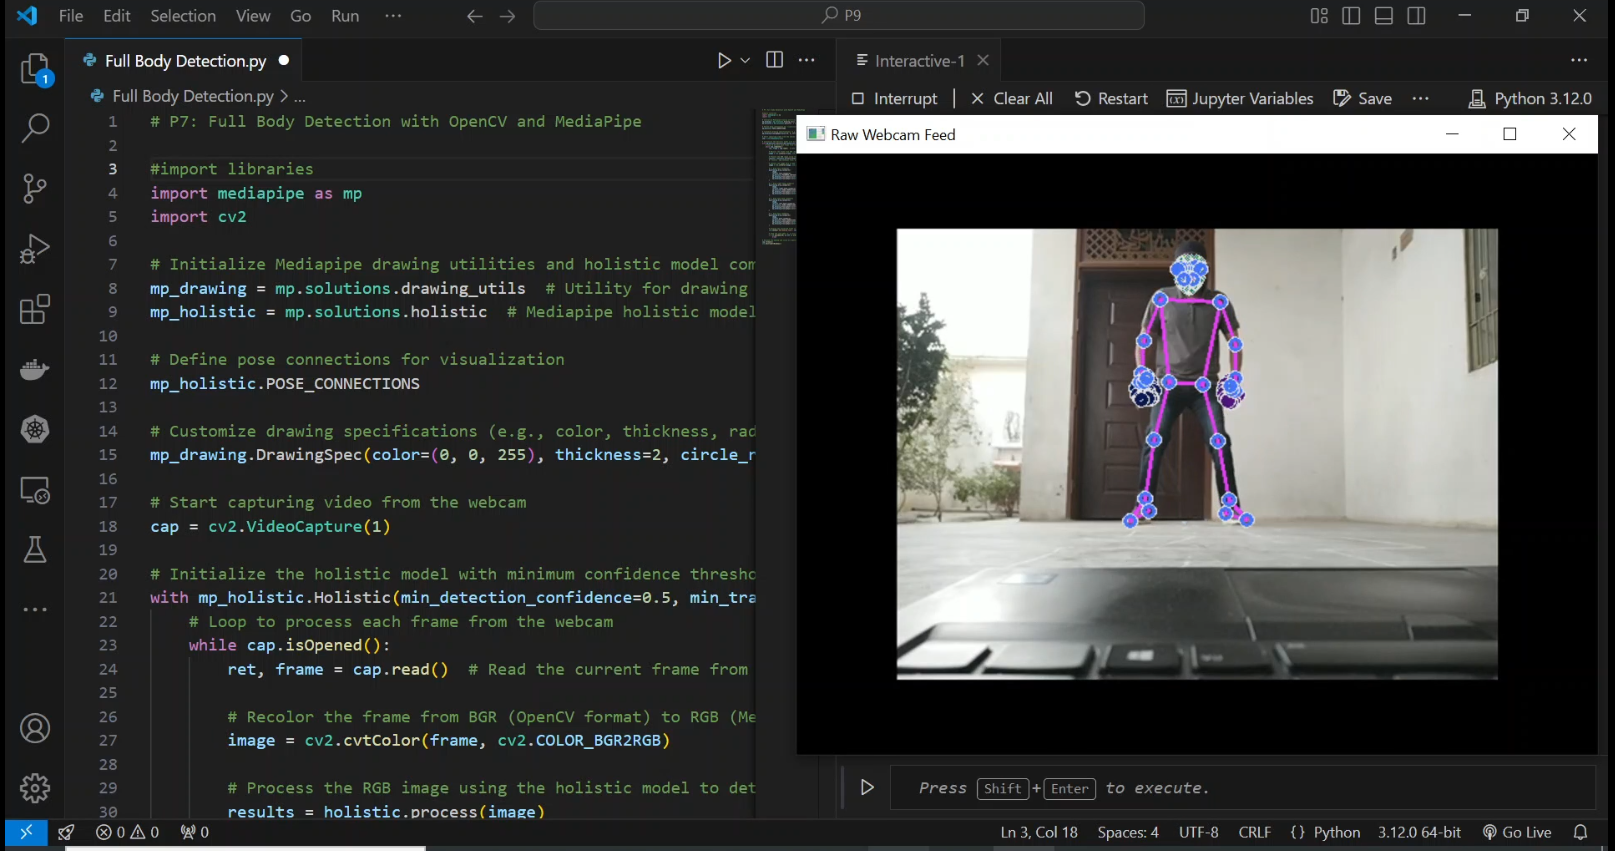 File Edit Selection View Go Run ··· P9
Full Body Detection.py
Full Body Detection.py > ...
1 # P7: Full Body Detection with OpenCV and MediaPipe
2
3 #import libraries
4 import mediapipe as mp
5 import cv2
6
7 # Initialize Mediapipe drawing utilities and holistic model com
8 mp_drawing = mp.solutions.drawing_utils # Utility for drawing
9 mp_holistic = mp.solutions.holistic # Mediapipe holistic model
10
11 # Define pose connections for visualization
12 mp_holistic.POSE_CONNECTIONS
13
14 # Customize drawing specifications (e.g., color, thickness, rad
15 mp_drawing.DrawingSpec(color=(0, 0, 255), thickness=2, circle_r
16
17 # Start capturing video from the webcam
18 cap = cv2.VideoCapture(1)
19
20 # Initialize the holistic model with minimum confidence thresho
21 with mp_holistic.Holistic(min_detection_confidence=0.5, min_tra
22 # Loop to process each frame from the webcam
23 while cap.isOpened():
24 ret, frame = cap.read() # Read the current frame from
25
26 # Recolor the frame from BGR (OpenCV format) to RGB (Me
27 image = cv2.cvtColor(frame, cv2.COLOR_BGR2RGB)
28
29 # Process the RGB image using the holistic model to det
30 results = holistic.process(image)
Interactive-1
Interrupt | Clear All Restart Jupyter Variables Save ··· Python 3.12.0
Raw Webcam Feed
Press Shift + Enter to execute.
1
0 0 0 Ln 3, Col 18 Spaces: 4 UTF-8 CRLF {} Python 3.12.0 64-bit Go Live